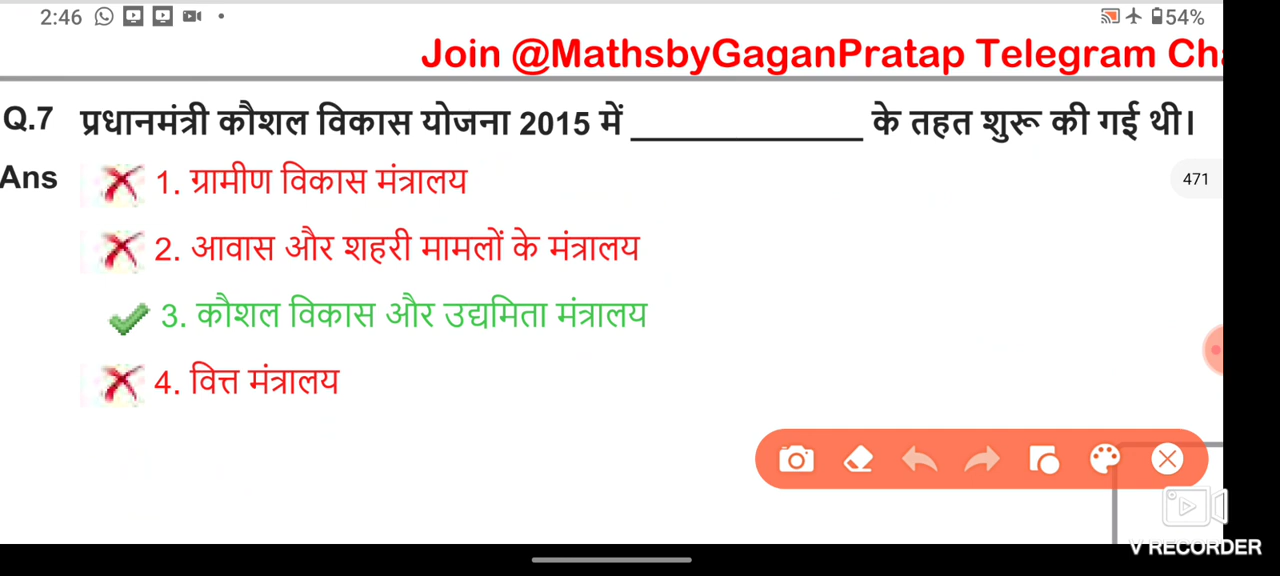 2:46
54%
Join @MathsbyGaganPratap Telegram Ch
Q.7 प्रधानमंत्री कौशल विकास योजना 2015 में ____________ के तहत शुरू की गई थी।
Ans 1. ग्रामीण विकास मंत्रालय
471
2. आवास और शहरी मामलों के मंत्रालय
3. कौशल विकास और उद्यमिता मंत्रालय
4. वित्त मंत्रालय
V RECORDER